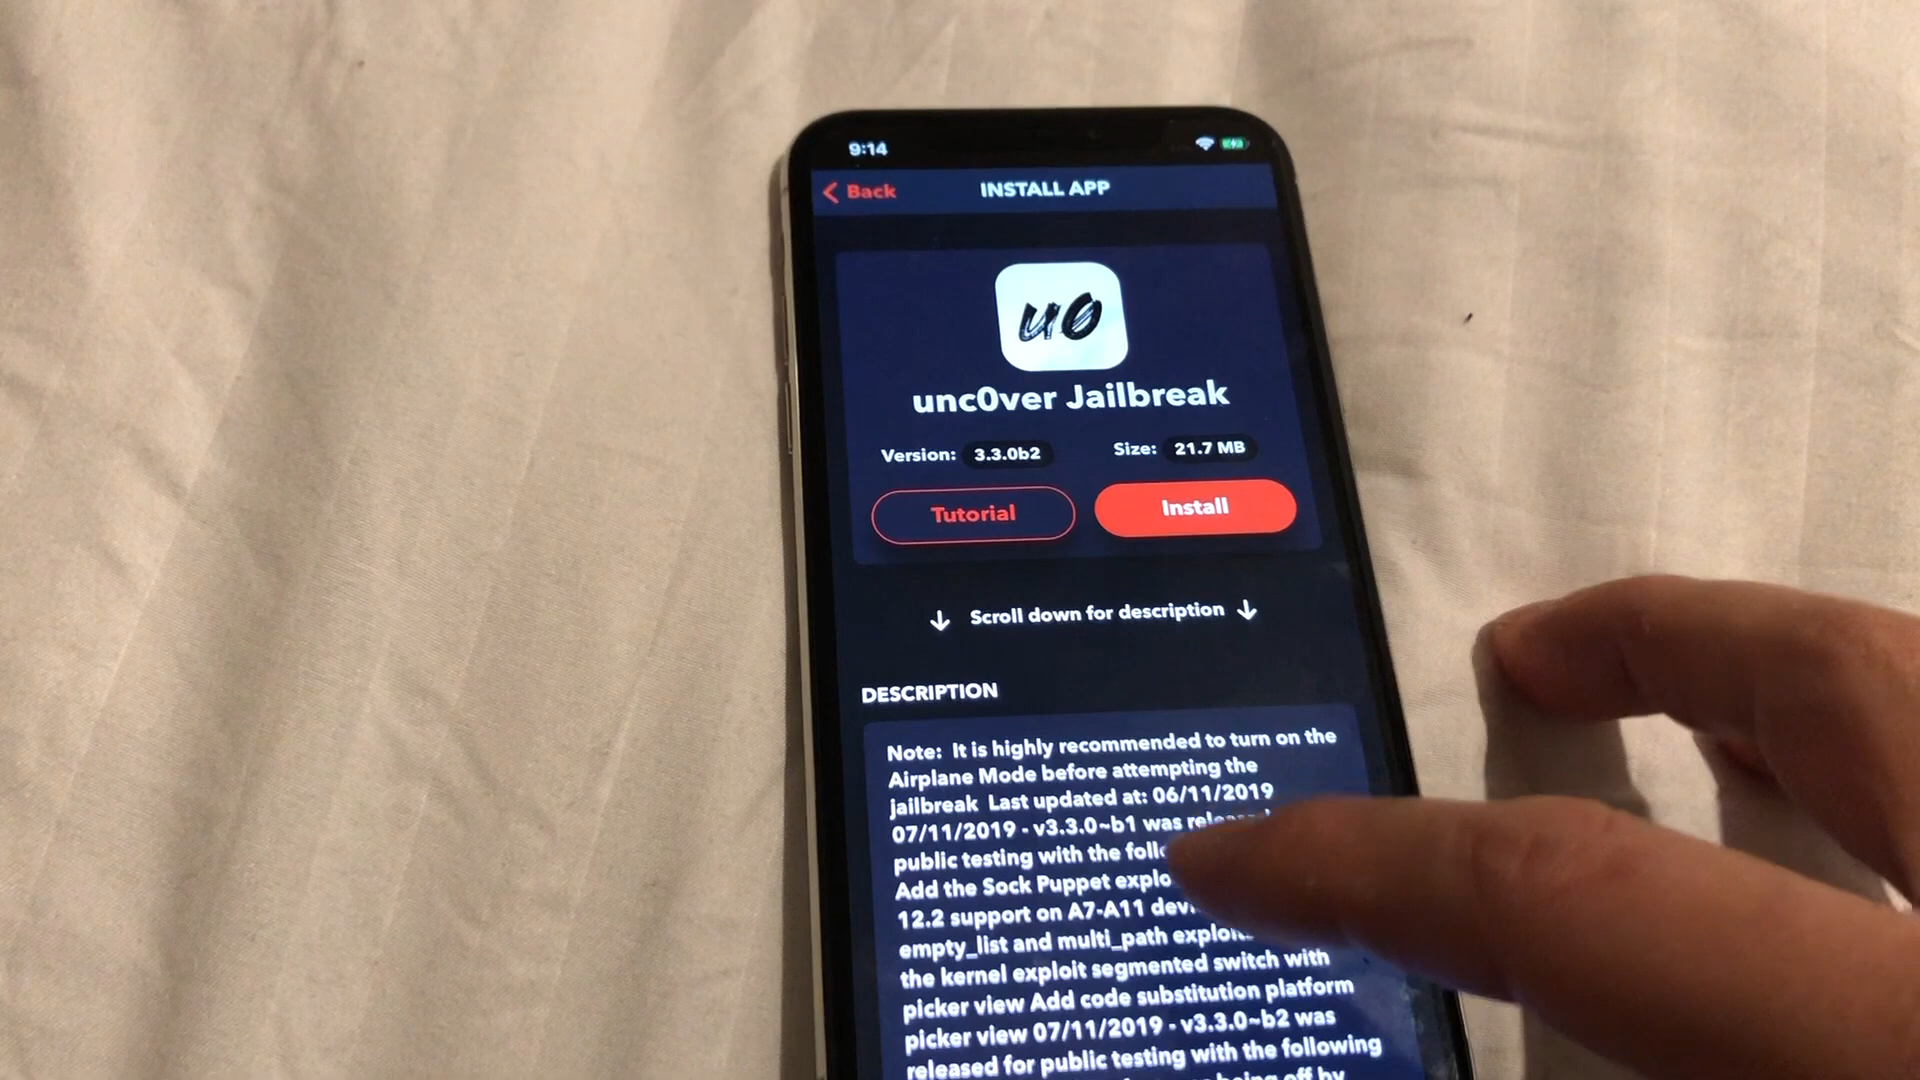 9:14
Back
INSTALL APP
u0
unc0ver Jailbreak
Version: 3.3.0b2
Size: 21.7 MB
Tutorial
Install
Scroll down for description
DESCRIPTION
Note: It is highly recommended to turn on the
Airplane Mode before attempting the
jailbreak Last updated at: 06/11/2019
07/11/2019 - v3.3.0~b1 was
public testing with the
Add the Sock Puppet
12.2 support on A7-A11
empty_list and multi_path
the kernel exploit segmented switch with
picker view Add code substitution platform
picker view 07/11/2019 - v3.3.0~b2 was
released for public testing with the following
being off by